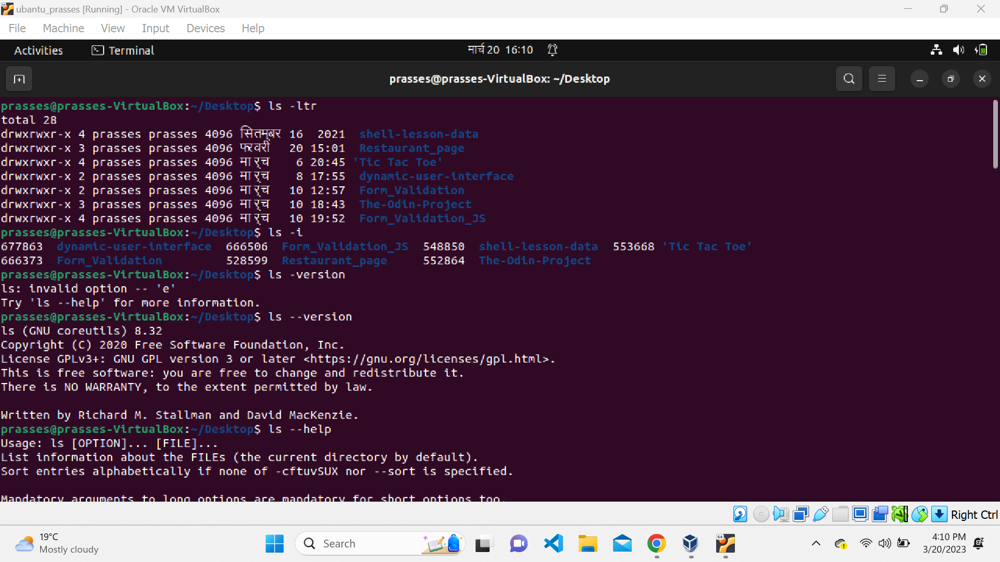 ubantu_prasses [Running] - Oracle VM VirtualBox
File Machine View Input Devices Help
Activities Terminal मार्च 20 16:10
prasses@prasses-VirtualBox: ~/Desktop
prasses@prasses-VirtualBox:~/Desktop$ ls -ltr
total 28
drwxrwxr-x 4 prasses prasses 4096 सितम्बर 16  2021  shell-lesson-data
drwxrwxr-x 3 prasses prasses 4096 फरवरी   20 15:01  Restaurant_page
drwxrwxr-x 4 prasses prasses 4096 मार्च    6 20:45 'Tic Tac Toe'
drwxrwxr-x 2 prasses prasses 4096 मार्च    8 17:55  dynamic-user-interface
drwxrwxr-x 2 prasses prasses 4096 मार्च   10 12:57  Form_Validation
drwxrwxr-x 3 prasses prasses 4096 मार्च   10 18:43  The-Odin-Project
drwxrwxr-x 4 prasses prasses 4096 मार्च   10 19:52  Form_Validation_JS
prasses@prasses-VirtualBox:~/Desktop$ ls -i
677863  dynamic-user-interface  666506  Form_Validation_JS  548850  shell-lesson-data  553668 'Tic Tac Toe'
666373  Form_Validation         528599  Restaurant_page     552864  The-Odin-Project
prasses@prasses-VirtualBox:~/Desktop$ ls -version
ls: invalid option -- 'e'
Try 'ls --help' for more information.
prasses@prasses-VirtualBox:~/Desktop$ ls --version
ls (GNU coreutils) 8.32
Copyright (C) 2020 Free Software Foundation, Inc.
License GPLv3+: GNU GPL version 3 or later <https://gnu.org/licenses/gpl.html>.
This is free software: you are free to change and redistribute it.
There is NO WARRANTY, to the extent permitted by law.
Written by Richard M. Stallman and David MacKenzie.
prasses@prasses-VirtualBox:~/Desktop$ ls --help
Usage: ls [OPTION]... [FILE]...
List information about the FILEs (the current directory by default).
Sort entries alphabetically if none of -cftuvSUX nor --sort is specified.
Mandatory arguments to long options are mandatory for short options too.
Right Ctrl
19°C
Mostly cloudy
Search
64
4:10 PM
3/20/2023